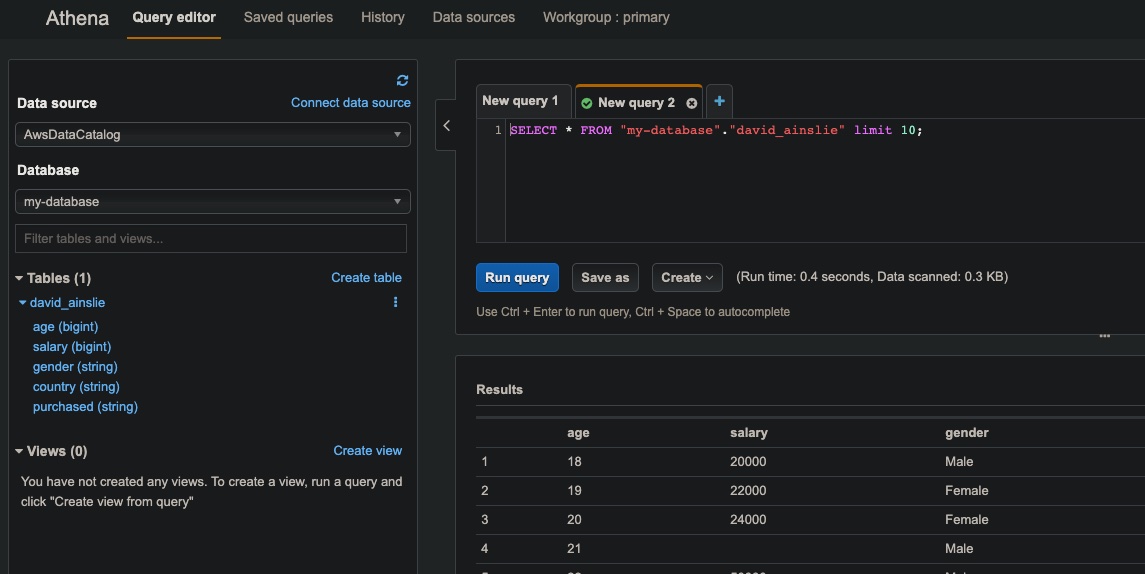 Athena Query editor Saved queries History Data sources Workgroup : primary
Data source Connect data source
AwsDataCatalog
Database
my-database
Filter tables and views...
Tables (1) Create table
david_ainslie
age (bigint)
salary (bigint)
gender (string)
country (string)
purchased (string)
Views (0) Create view
You have not created any views. To create a view, run a query and
click "Create view from query"
New query 1 New query 2
1 SELECT * FROM "my-database"."david_ainslie" limit 10;
Run query Save as Create (Run time: 0.4 seconds, Data scanned: 0.3 KB)
Use Ctrl + Enter to run query, Ctrl + Space to autocomplete
Results
age salary gender
1 18 20000 Male
2 19 22000 Female
3 20 24000 Female
4 21 Male